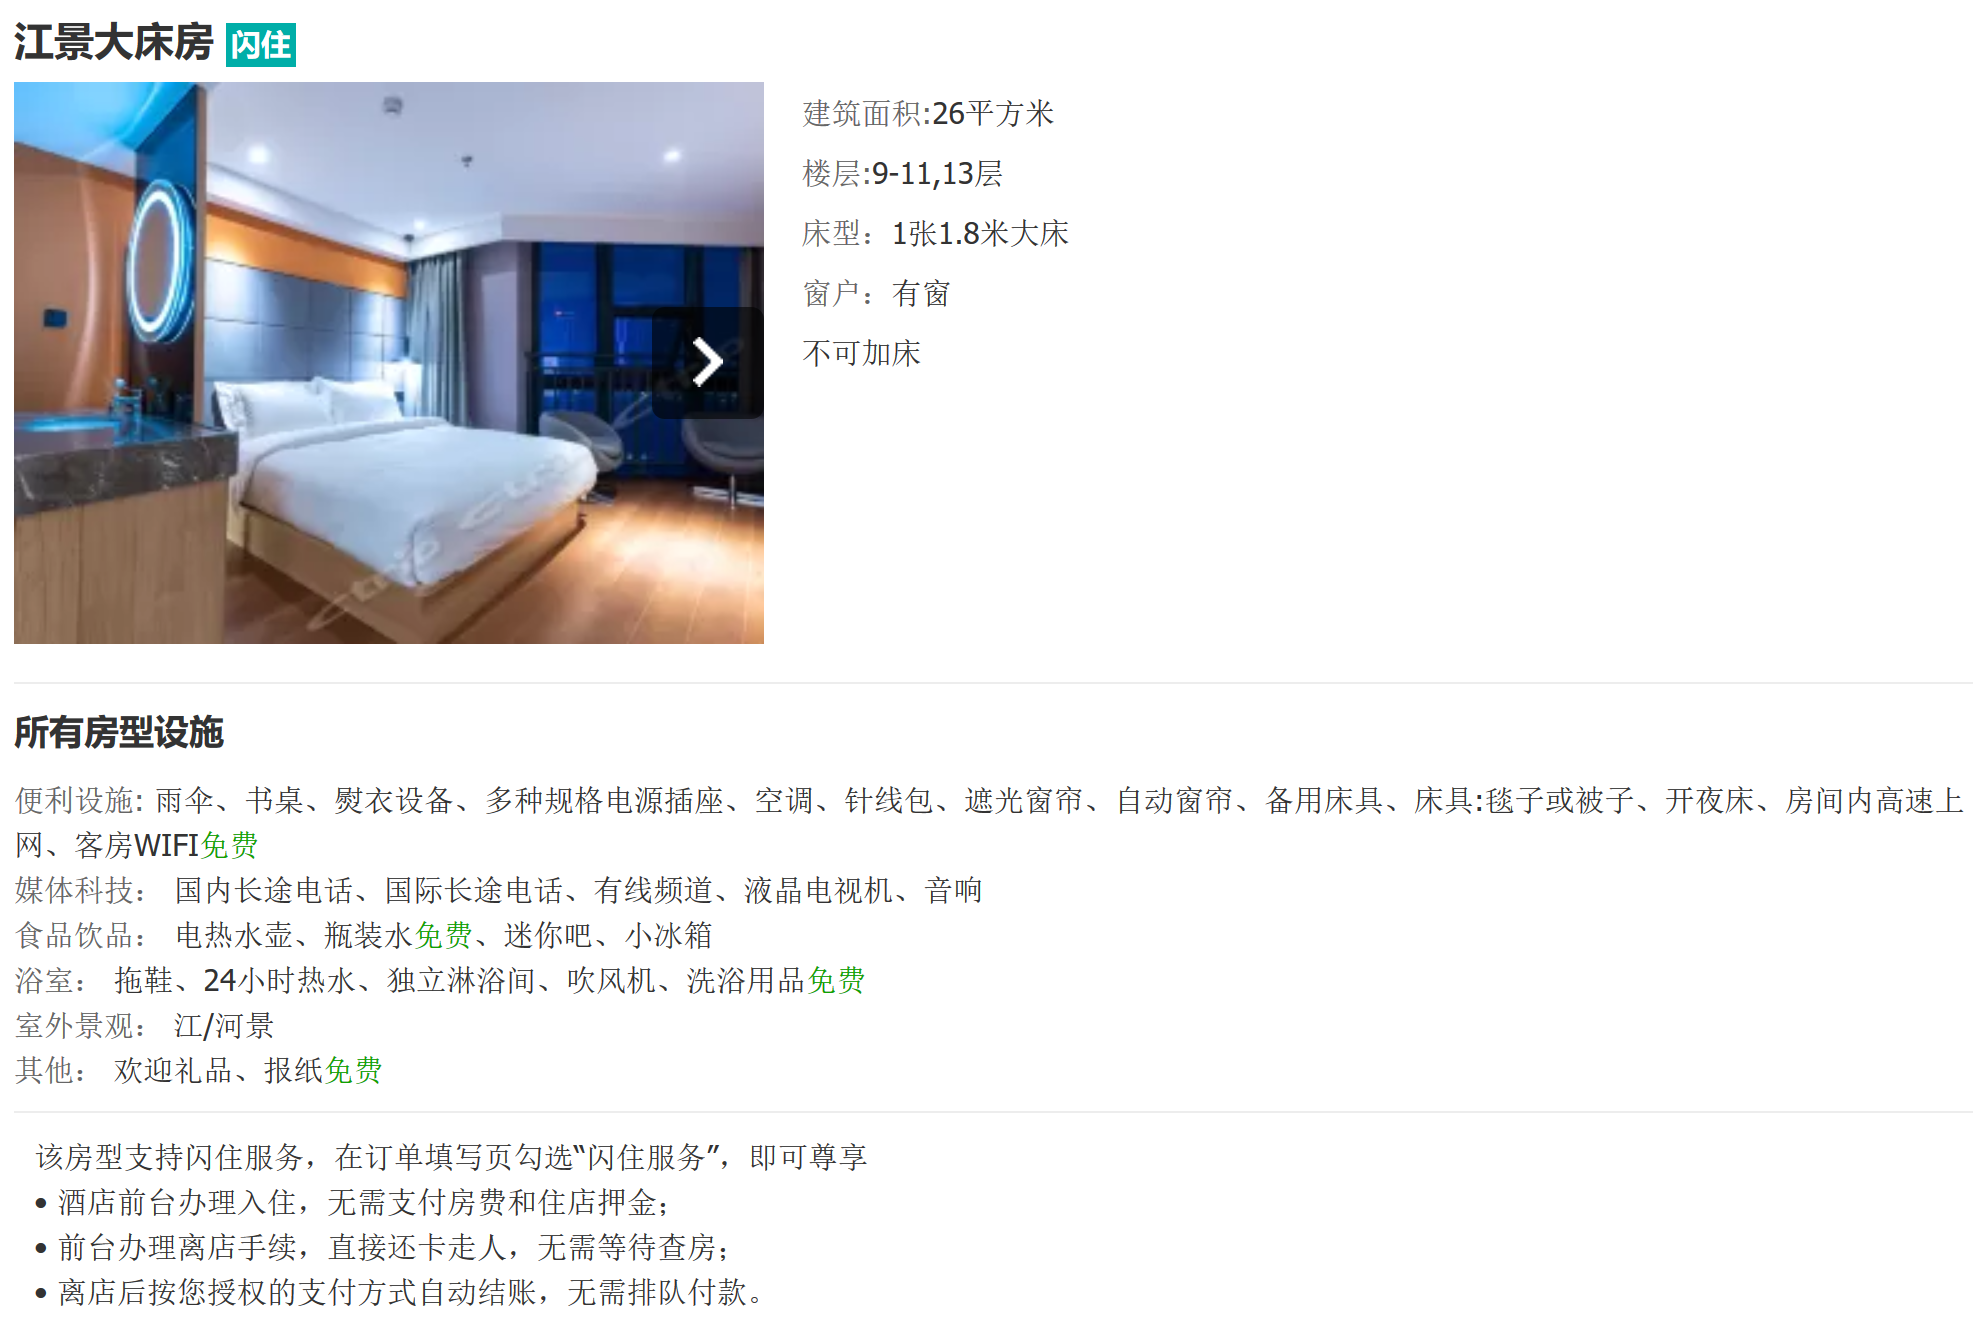 江景大床房 闪住
建筑面积:26平方米
楼层:9-11,13层
床型：1张1.8米大床
窗户：有窗
不可加床
ctrip
ctrip
所有房型设施
便利设施: 雨伞、书桌、熨衣设备、多种规格电源插座、空调、针线包、遮光窗帘、自动窗帘、备用床具、床具:毯子或被子、开夜床、房间内高速上
网、客房WIFI免费
媒体科技： 国内长途电话、国际长途电话、有线频道、液晶电视机、音响
食品饮品： 电热水壶、瓶装水免费、迷你吧、小冰箱
浴室： 拖鞋、24小时热水、独立淋浴间、吹风机、洗浴用品免费
室外景观： 江/河景
其他： 欢迎礼品、报纸免费
该房型支持闪住服务，在订单填写页勾选“闪住服务”，即可尊享
• 酒店前台办理入住，无需支付房费和住店押金；
• 前台办理离店手续，直接还卡走人，无需等待查房；
• 离店后按您授权的支付方式自动结账，无需排队付款。